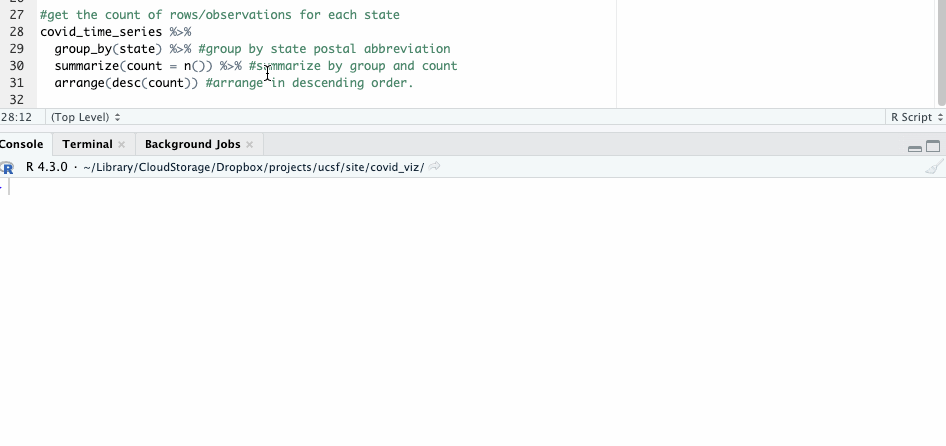 27 #get the count of rows/observations for each state
28 covid_time_series %>%
29 group_by(state) %>% #group by state postal abbreviation
30 summarize(count = n()) %>% #summarize by group and count
31 arrange(desc(count)) #arrange in descending order.
32
28:12 (Top Level) R Script
Console Terminal Background Jobs
R R 4.3.0 · ~/Library/CloudStorage/Dropbox/projects/ucsf/site/covid_viz/